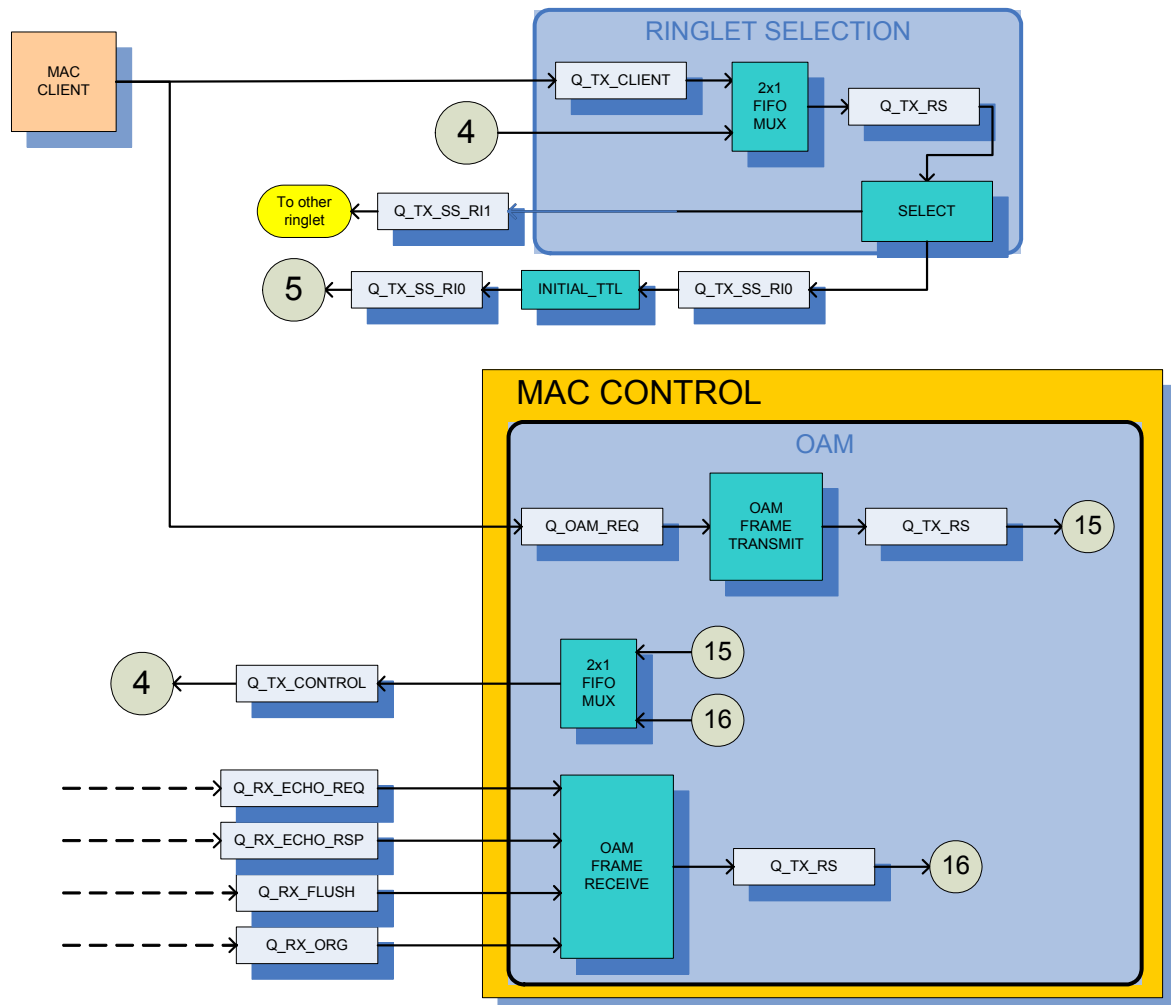 RINGLET SELECTION
MAC
CLIENT
Q_TX_CLIENT
2x1
FIFO
MUX
Q_TX_RS
4
To other
ringlet
Q_TX_SS_RI1
SELECT
5
Q_TX_SS_RI0
INITIAL_TTL
Q_TX_SS_RI0
MAC CONTROL
OAM
Q_OAM_REQ
OAM
FRAME
TRANSMIT
Q_TX_RS
15
4
Q_TX_CONTROL
2x1
FIFO
MUX
15
16
Q_RX_ECHO_REQ
Q_RX_ECHO_RSP
Q_RX_FLUSH
Q_RX_ORG
OAM
FRAME
RECEIVE
Q_TX_RS
16